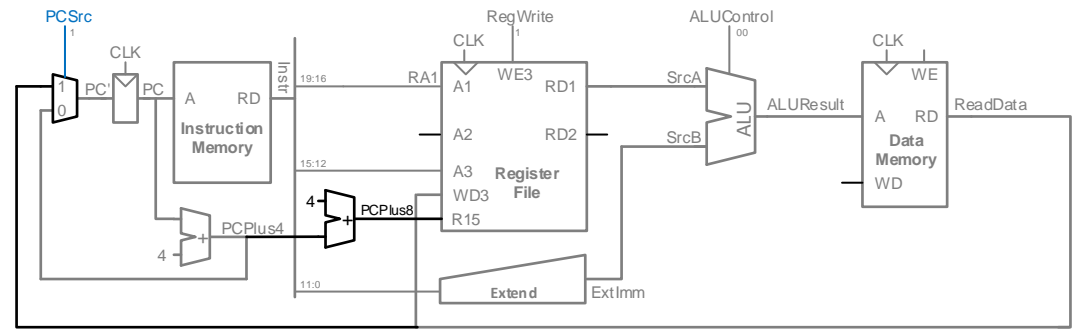 PCSrc
RegWrite
ALUControl
1
1
00
CLK
CLK
CLK
1
0
PC'
PC
A
RD
Instruction
Memory
Instr
19:16
RA1
A1
WE3
RD1
SrcA
ALU
ALUResult
WE
A
RD
ReadData
Data
Memory
WD
A2
RD2
SrcB
15:12
A3
Register
File
WD3
R15
4
+
PCPlus8
PCPlus4
+
4
11:0
Extend
ExtImm